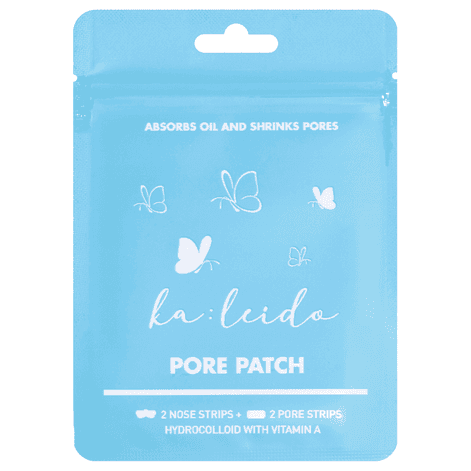 ABSORBS OIL AND SHRINKS PORES
ka:leido
PORE PATCH
2 NOSE STRIPS + 2 PORE STRIPS
HYDROCOLLOID WITH VITAMIN A